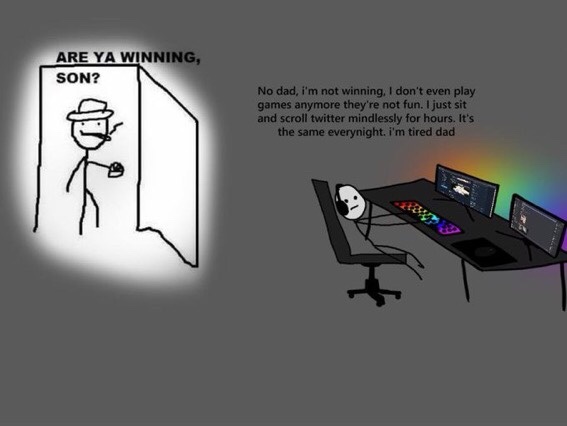 ARE YA WINNING,
SON?
No dad, i'm not winning, I don't even play
games anymore they're not fun. I just sit
and scroll twitter mindlessly for hours. It's
the same everynight. i'm tired dad